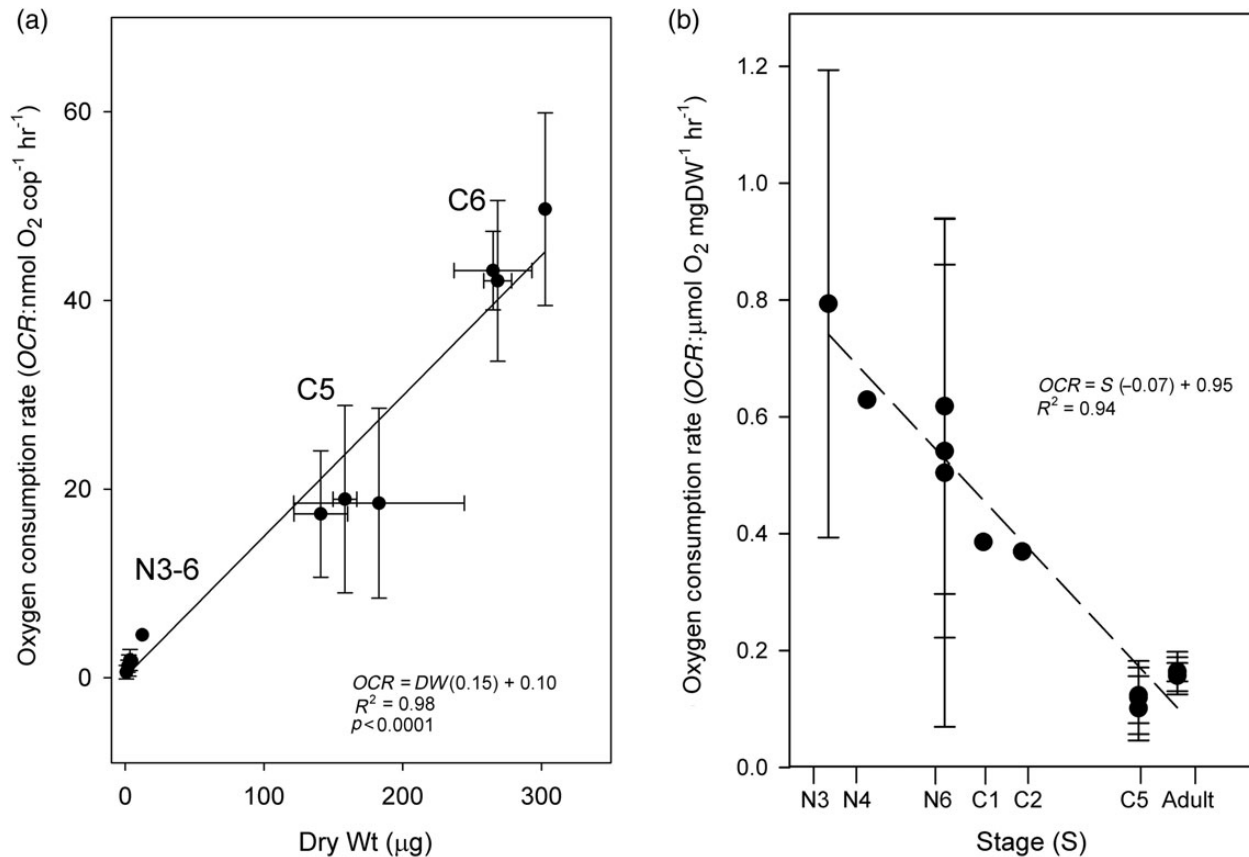 (a)
Oxygen consumption rate (OCR:nmol O₂ cop⁻¹ hr⁻¹)
60
40
20
0
C6
C5
N3-6
OCR = DW(0.15) + 0.10
R² = 0.98
p<0.0001
0 100 200 300
Dry Wt (µg)
(b)
Oxygen consumption rate (OCR:µmol O₂ mgDW⁻¹ hr⁻¹)
1.2
1.0
0.8
0.6
0.4
0.2
0.0
OCR = S (–0.07) + 0.95
R² = 0.94
N3 N4 N6 C1 C2 C5 Adult
Stage (S)